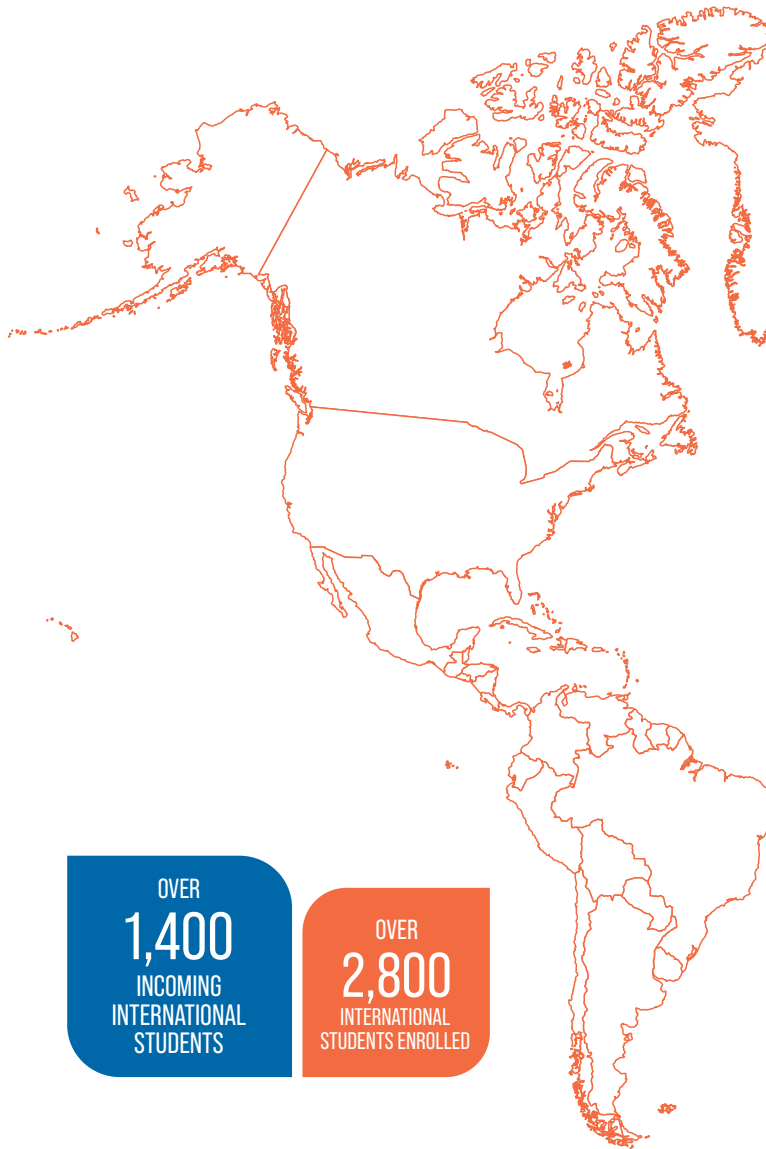 OVER
1,400
INCOMING
INTERNATIONAL
STUDENTS
OVER
2,800
INTERNATIONAL
STUDENTS ENROLLED